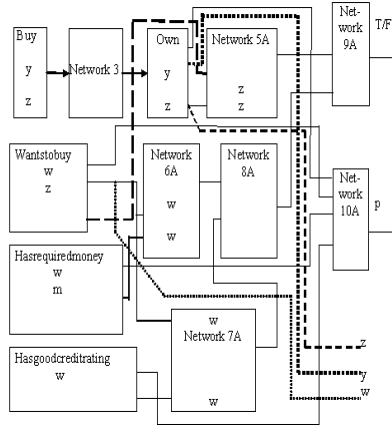 Buy
y
z
Network 3
Own
y
z
Network 5A
z
z
Net-
work
9A
T/F
Wantstobuy
w
z
Network
6A
w
w
Network
8A
Net-
work
10A
p
Hasrequiredmoney
w
m
w
Network 7A
w
Hasgoodcreditrating
w
z
y
w